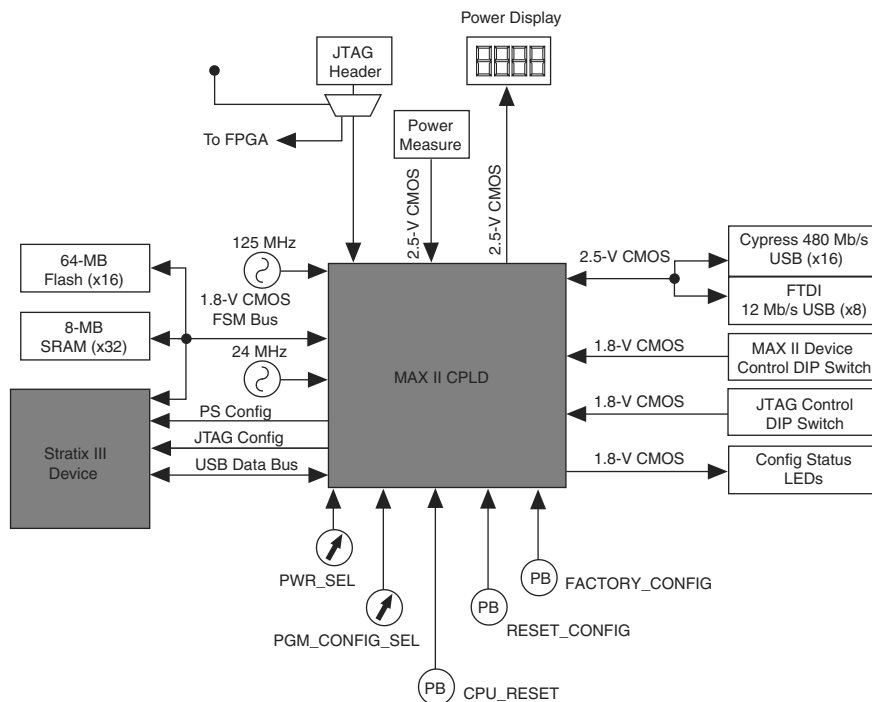 Power Display
JTAG
Header
To FPGA
Power
Measure
2.5-V CMOS
2.5-V CMOS
125 MHz
64-MB
Flash (x16)
1.8-V CMOS
FSM Bus
8-MB
SRAM (x32)
24 MHz
MAX II CPLD
Stratix III
Device
PS Config
JTAG Config
USB Data Bus
2.5-V CMOS
Cypress 480 Mb/s
USB (x16)
FTDI
12 Mb/s USB (x8)
1.8-V CMOS
MAX II Device
Control DIP Switch
1.8-V CMOS
JTAG Control
DIP Switch
1.8-V CMOS
Config Status
LEDs
PWR_SEL
PGM_CONFIG_SEL
PB
CPU_RESET
PB
RESET_CONFIG
PB
FACTORY_CONFIG